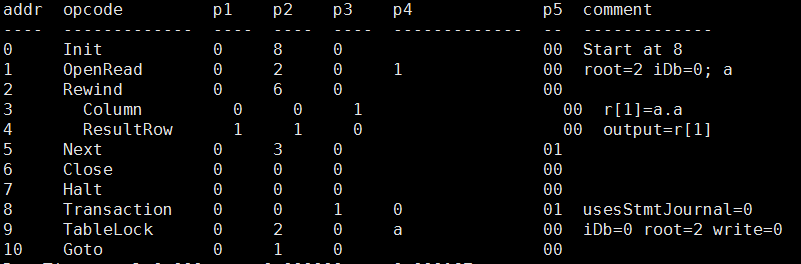 addr  opcode         p1    p2    p3    p4             p5  comment
----  -------------  ----  ----  ----  -------------  --  -------------
0     Init           0     8     0                    00  Start at 8
1     OpenRead       0     2     0     1              00  root=2 iDb=0; a
2     Rewind         0     6     0                    00
3       Column         0     0     1                    00  r[1]=a.a
4       ResultRow      1     1     0                    00  output=r[1]
5     Next           0     3     0                    01
6     Close          0     0     0                    00
7     Halt           0     0     0                    00
8     Transaction    0     0     1     0              01  usesStmtJournal=0
9     TableLock      0     2     0     a              00  iDb=0 root=2 write=0
10    Goto           0     1     0                    00